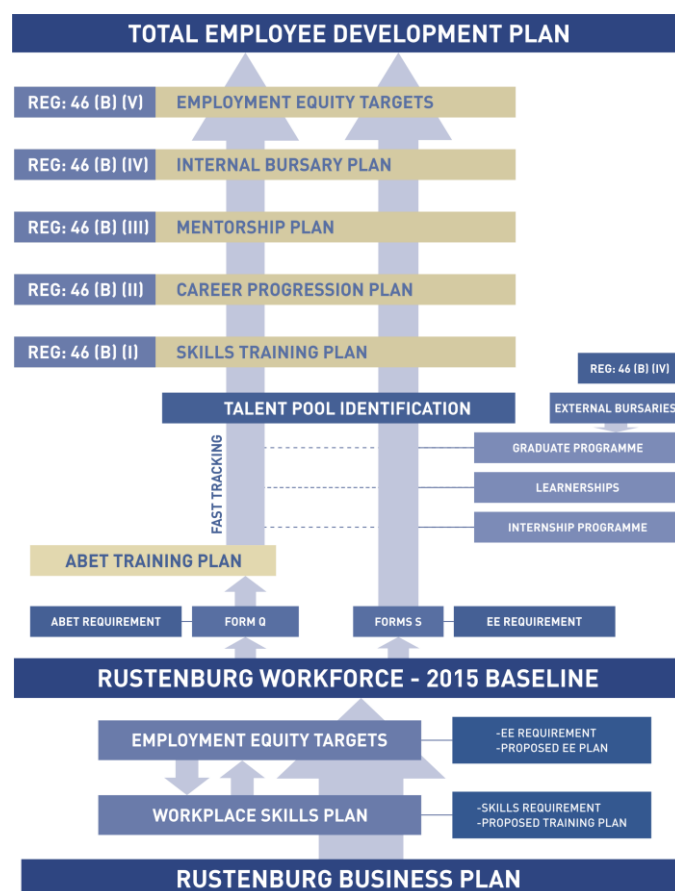 TOTAL EMPLOYEE DEVELOPMENT PLAN
REG: 46 (B) (V) EMPLOYMENT EQUITY TARGETS
REG: 46 (B) (IV) INTERNAL BURSARY PLAN
REG: 46 (B) (III) MENTORSHIP PLAN
REG: 46 (B) (II) CAREER PROGRESSION PLAN
REG: 46 (B) (I) SKILLS TRAINING PLAN
REG: 46 (B) (IV)
TALENT POOL IDENTIFICATION
EXTERNAL BURSARIES
FAST TRACKING
GRADUATE PROGRAMME
LEARNERSHIPS
INTERNSHIP PROGRAMME
ABET TRAINING PLAN
ABET REQUIREMENT
FORM Q
FORMS S
EE REQUIREMENT
RUSTENBURG WORKFORCE - 2015 BASELINE
EMPLOYMENT EQUITY TARGETS
-EE REQUIREMENT
-PROPOSED EE PLAN
WORKPLACE SKILLS PLAN
-SKILLS REQUIREMENT
-PROPOSED TRAINING PLAN
RUSTENBURG BUSINESS PLAN